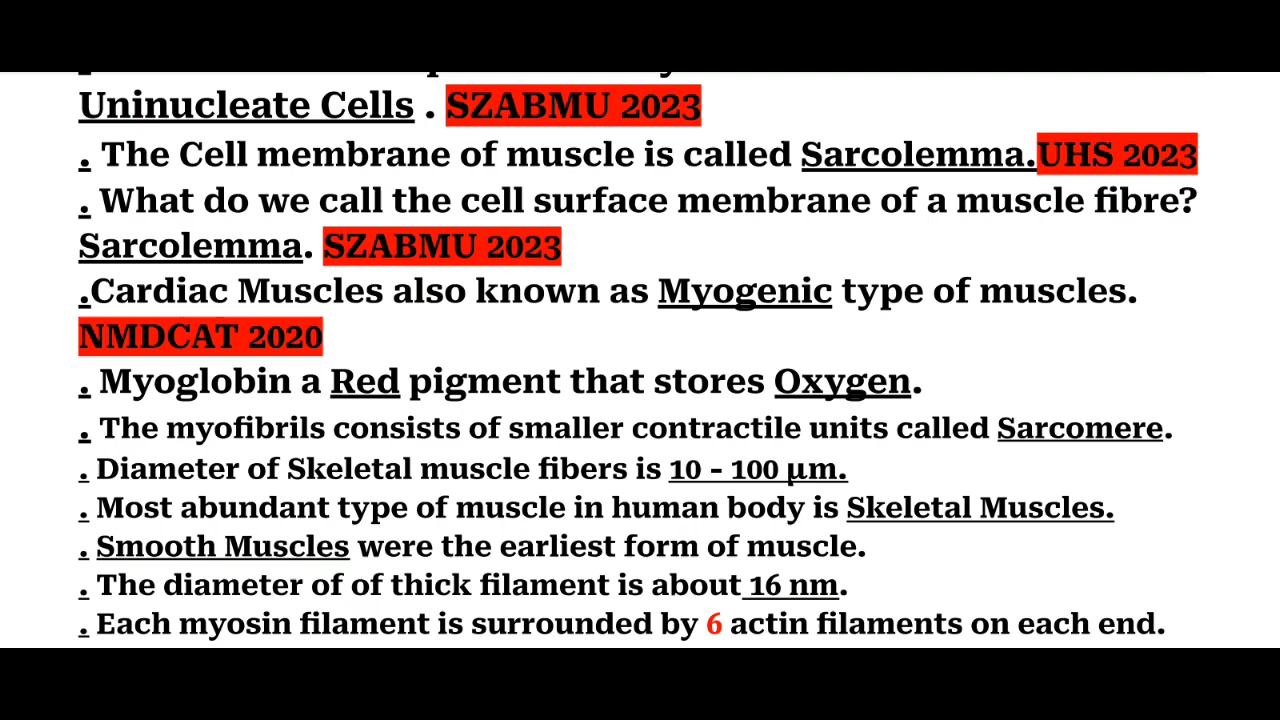 Uninucleate Cells . SZABMU 2023
. The Cell membrane of muscle is called Sarcolemma.UHS 2023
. What do we call the cell surface membrane of a muscle fibre?
Sarcolemma. SZABMU 2023
.Cardiac Muscles also known as Myogenic type of muscles.
NMDCAT 2020
. Myoglobin a Red pigment that stores Oxygen.
. The myofibrils consists of smaller contractile units called Sarcomere.
. Diameter of Skeletal muscle fibers is 10 – 100 µm.
. Most abundant type of muscle in human body is Skeletal Muscles.
. Smooth Muscles were the earliest form of muscle.
. The diameter of of thick filament is about 16 nm.
. Each myosin filament is surrounded by 6 actin filaments on each end.